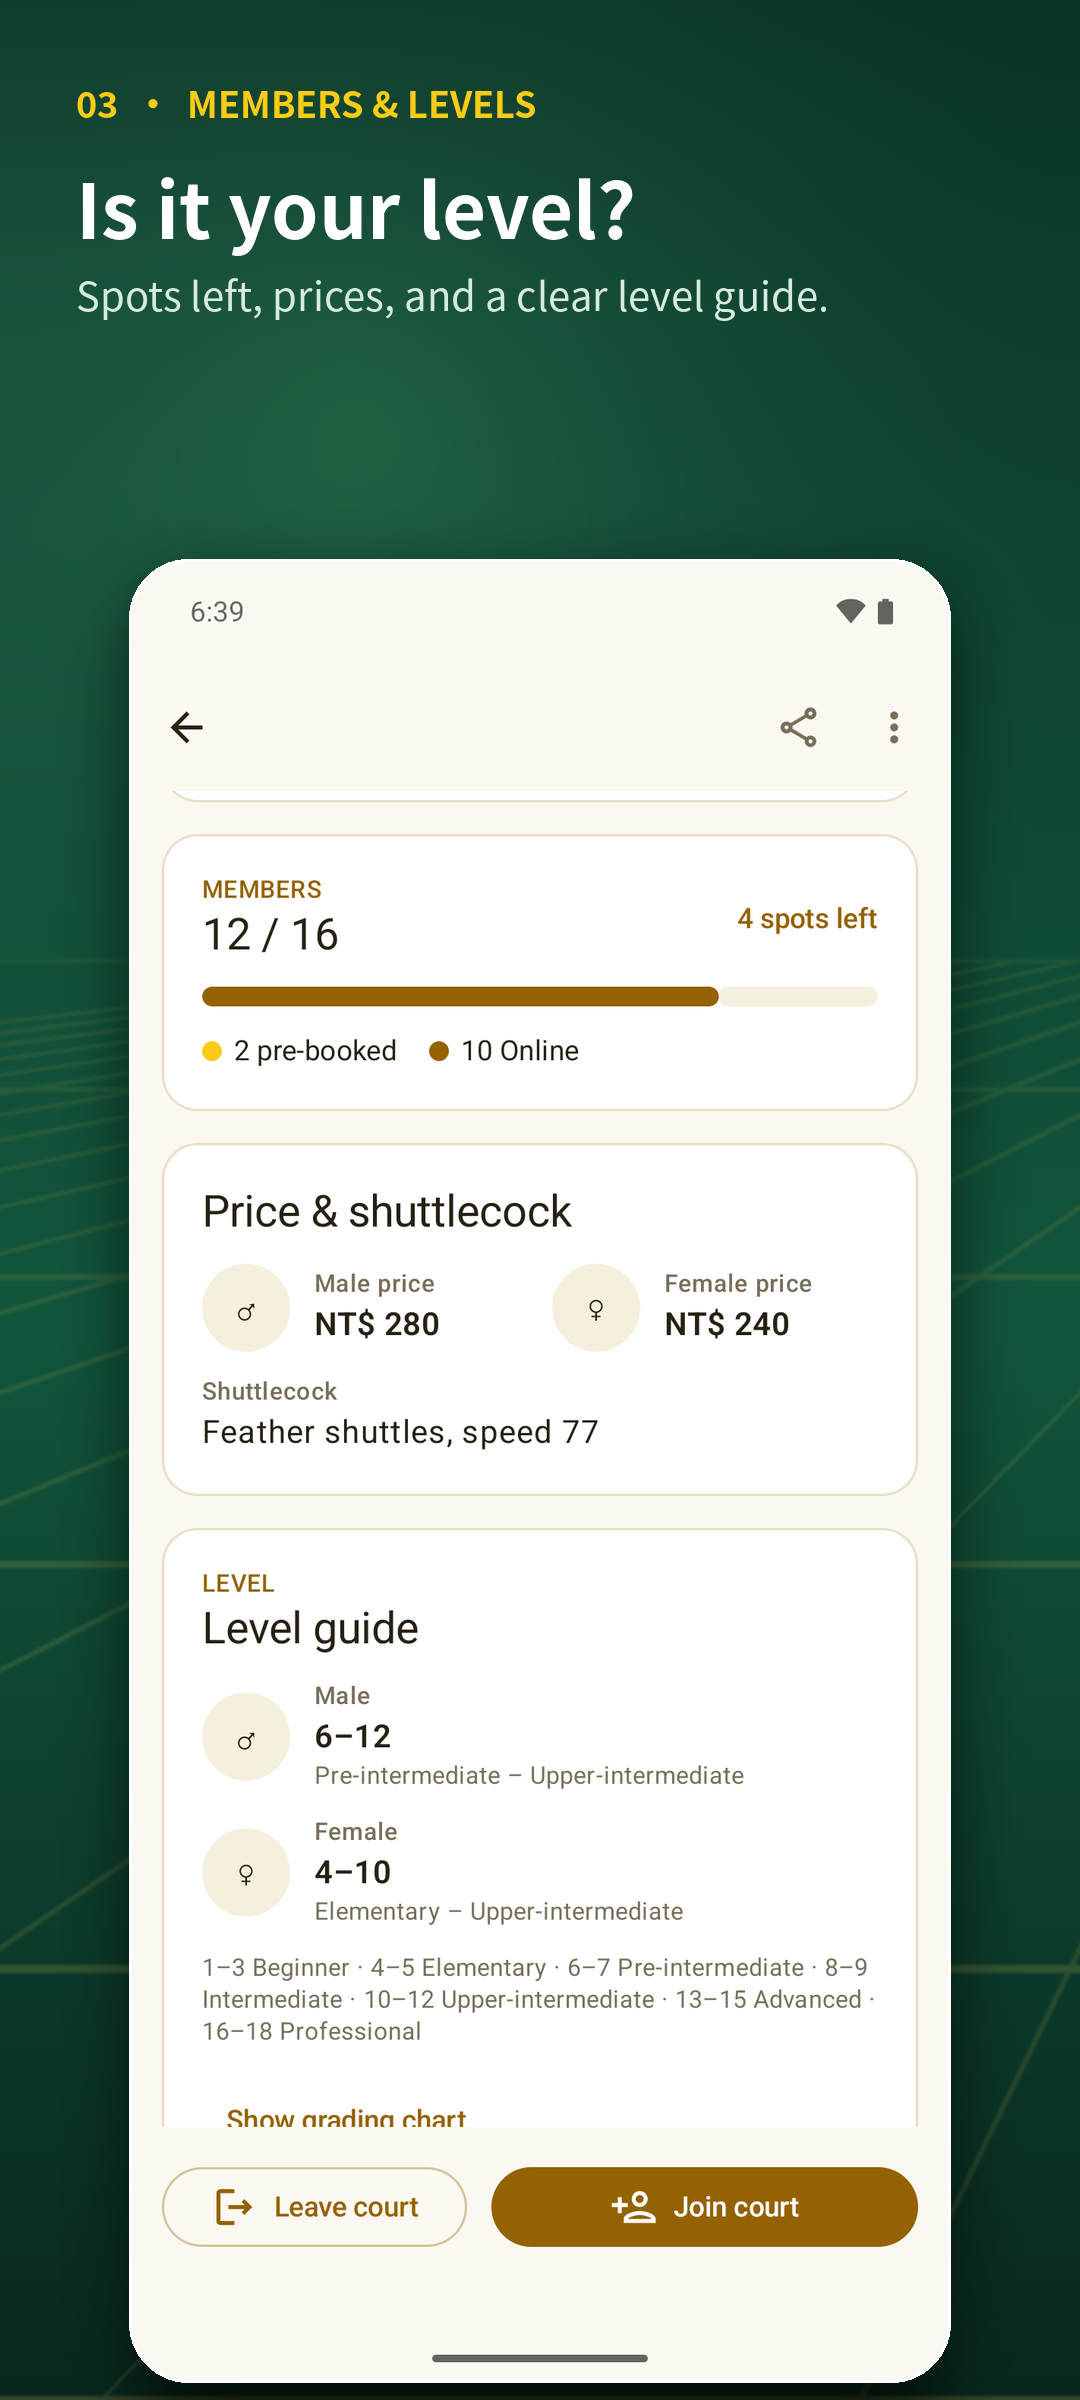 03 • MEMBERS & LEVELS
Is it your level?
Spots left, prices, and a clear level guide.
6:39
MEMBERS
12 / 16
4 spots left
2 pre-booked
10 Online
Price & shuttlecock
♂
Male price
NT$ 280
♀
Female price
NT$ 240
Shuttlecock
Feather shuttles, speed 77
LEVEL
Level guide
♂
Male
6–12
Pre-intermediate – Upper-intermediate
♀
Female
4–10
Elementary – Upper-intermediate
1–3 Beginner · 4–5 Elementary · 6–7 Pre-intermediate · 8–9
Intermediate · 10–12 Upper-intermediate · 13–15 Advanced ·
16–18 Professional
Show grading chart
Leave court
Join court